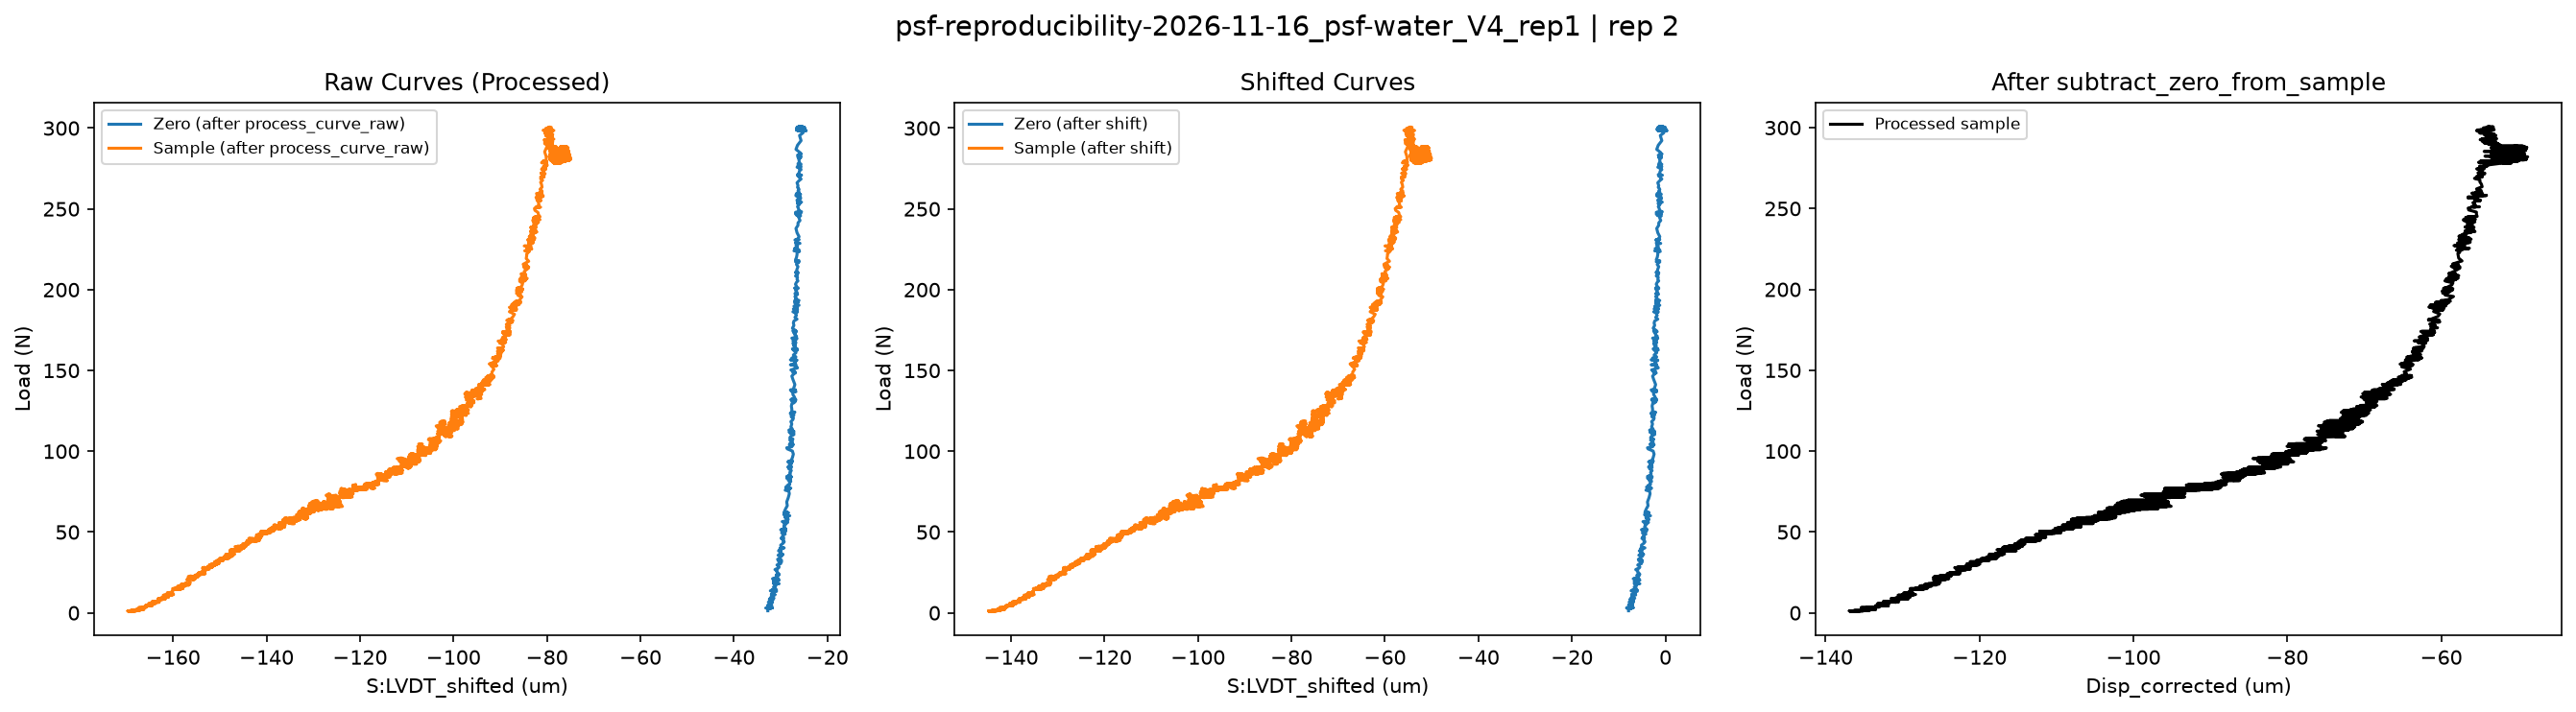 psf-reproducibility-2026-11-16_psf-water_V4_rep1 | rep 2
Raw Curves (Processed)
Zero (after process_curve_raw)
Sample (after process_curve_raw)
Load (N)
300
250
200
150
100
50
0
−160 −140 −120 −100 −80 −60 −40 −20
S:LVDT_shifted (um)
Shifted Curves
Zero (after shift)
Sample (after shift)
Load (N)
300
250
200
150
100
50
0
−140 −120 −100 −80 −60 −40 −20 0
S:LVDT_shifted (um)
After subtract_zero_from_sample
Processed sample
Load (N)
300
250
200
150
100
50
0
−140 −120 −100 −80 −60
Disp_corrected (um)